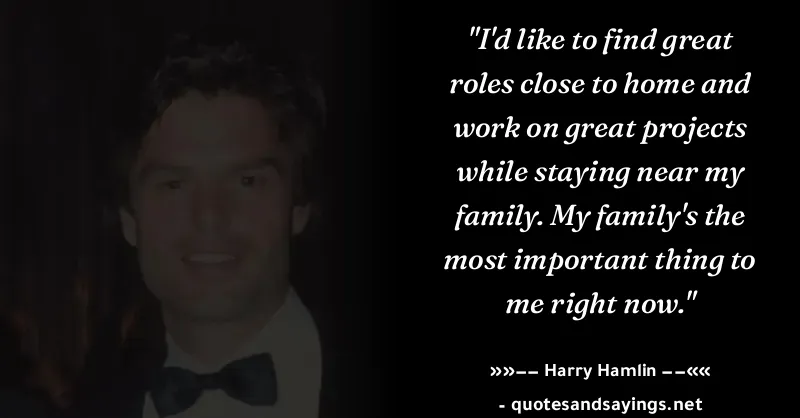 "I'd like to find great
roles close to home and
work on great projects
while staying near my
family. My family's the
most important thing to
me right now."
»»–– Harry Hamlin ––««
- quotesandsayings.net